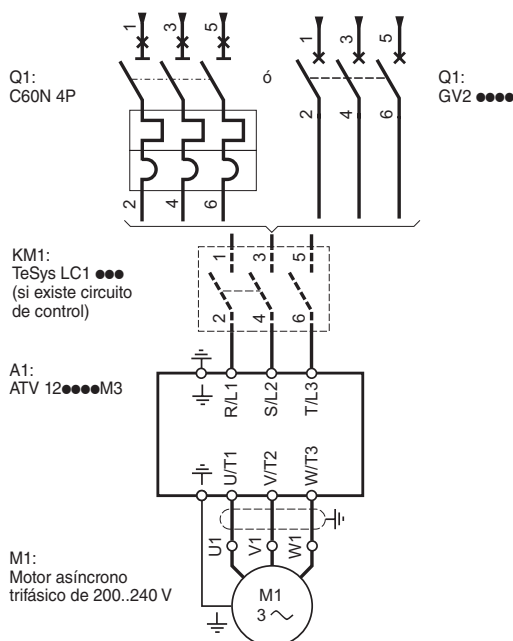 1 3 5
1 3 5
Q1:
C60N 4P
ó
Q1:
GV2 ●●●●
2 4 6
2 4 6
KM1:
TeSys LC1 ●●●
(si existe circuito
de control)
1 3 5
2 4 6
A1:
ATV 12●●●●M3
R/L1 S/L2 T/L3
U/T1 V/T2 W/T3
U1 V1 W1
M1:
Motor asíncrono
trifásico de 200..240 V
M1
3